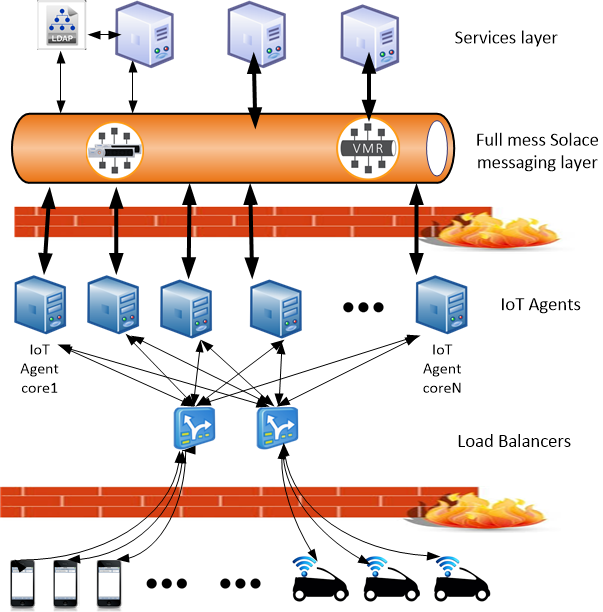 LDAP
Services layer
VMR
Full mess Solace
messaging layer
IoT Agents
IoT
Agent
core1
IoT
Agent
coreN
Load Balancers